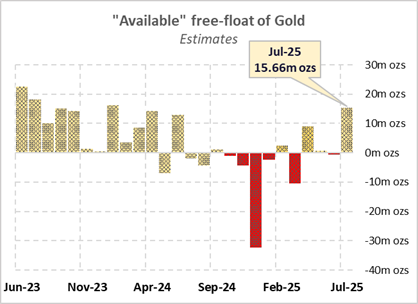 "Available" free-float of Gold
Estimates
Jul-25
15.66m ozs
30m ozs
20m ozs
10m ozs
0m ozs
-10m ozs
-20m ozs
-30m ozs
-40m ozs
Jun-23 Nov-23 Apr-24 Sep-24 Feb-25 Jul-25